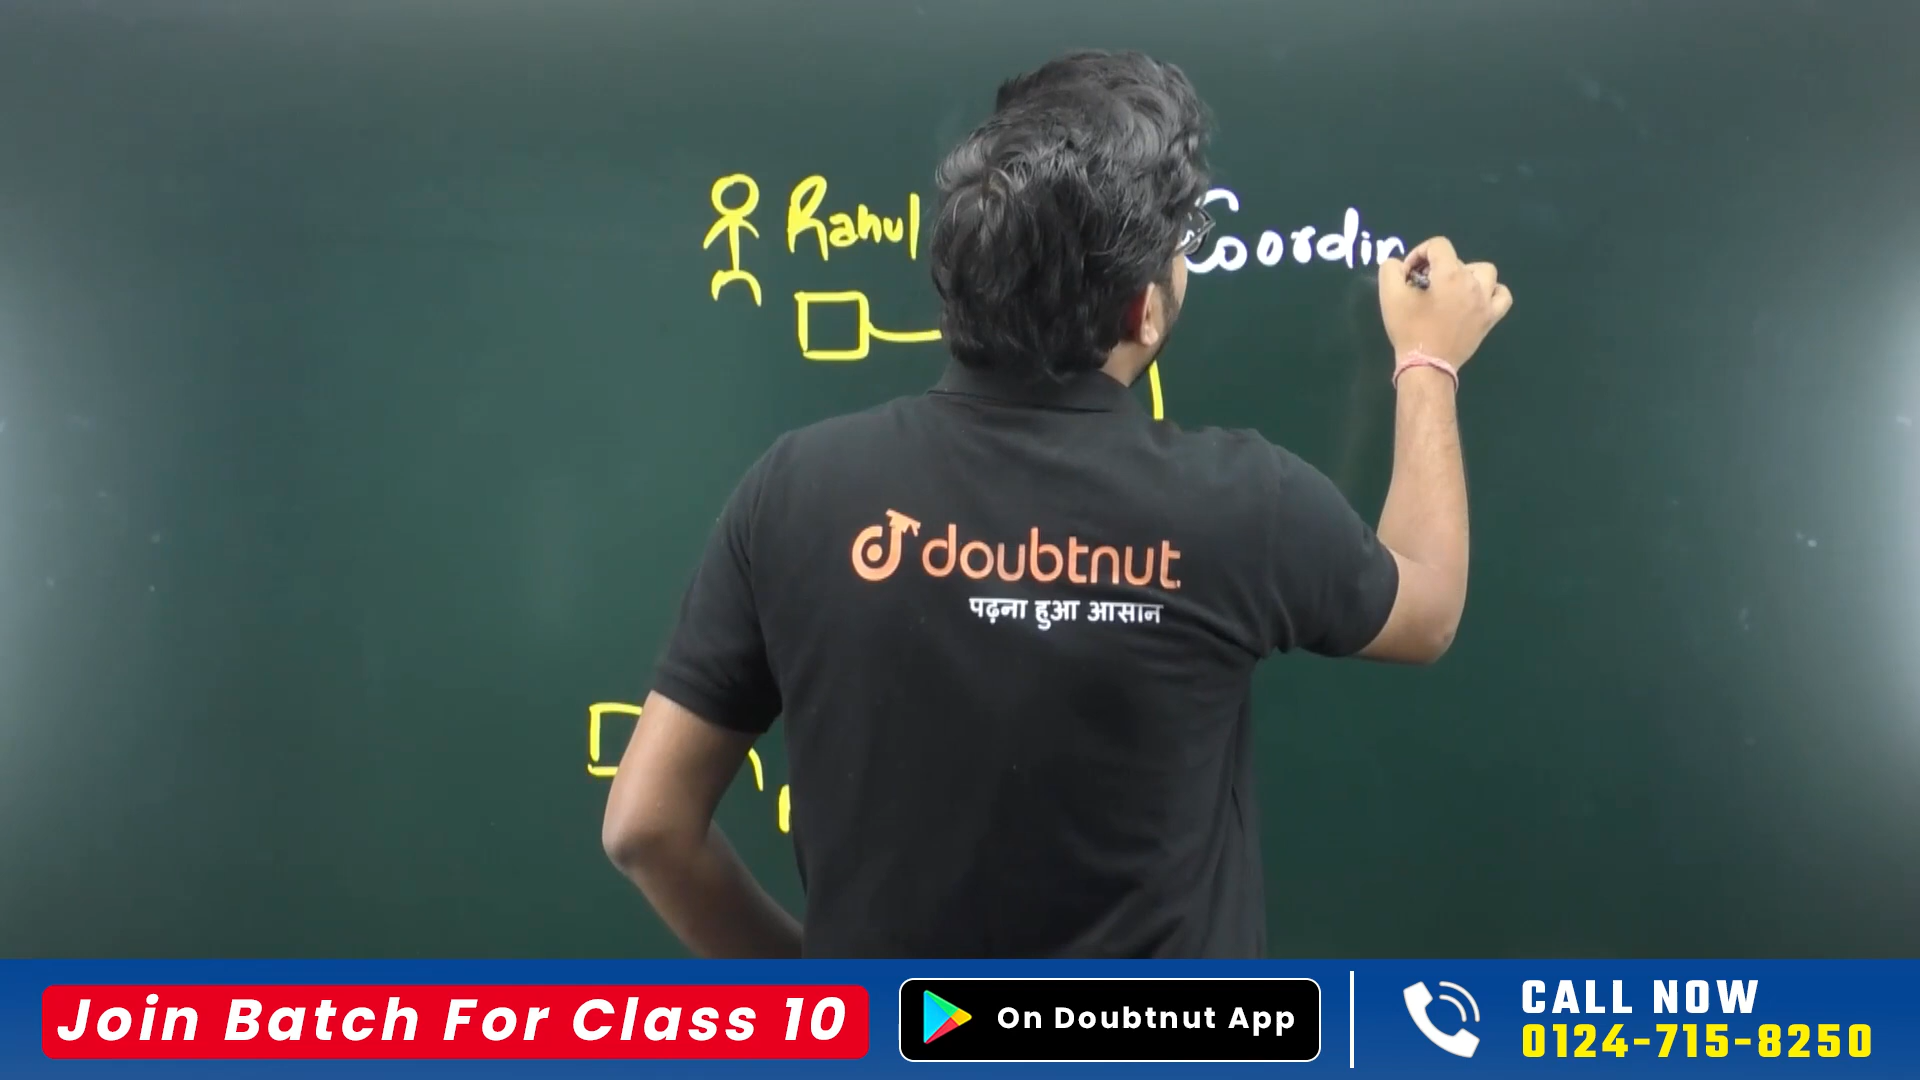 Rahul
Coordin
doubtnut
पढ़ना हुआ आसान
Join Batch For Class 10
On Doubtnut App
CALL NOW
0124-715-8250